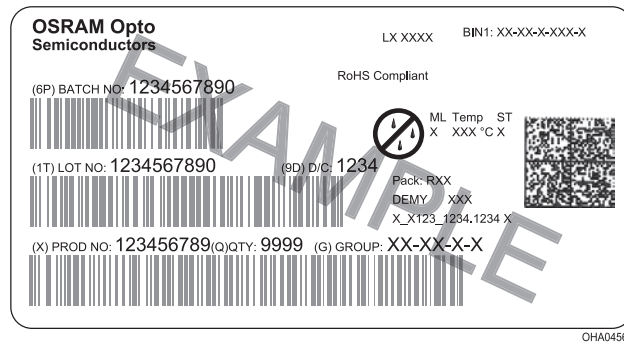 OSRAM Opto
Semiconductors
LX XXXX
BIN1: XX-XX-X-XXX-X
RoHS Compliant
(6P) BATCH NO: 1234567890
ML Temp ST
X XXX °C X
(1T) LOT NO: 1234567890 (9D) D/C: 1234
Pack: RXX
DEMY XXX
X_X123_1234.1234 X
(X) PROD NO: 123456789(Q)QTY: 9999 (G) GROUP: XX-XX-X-X
EXAMPLE